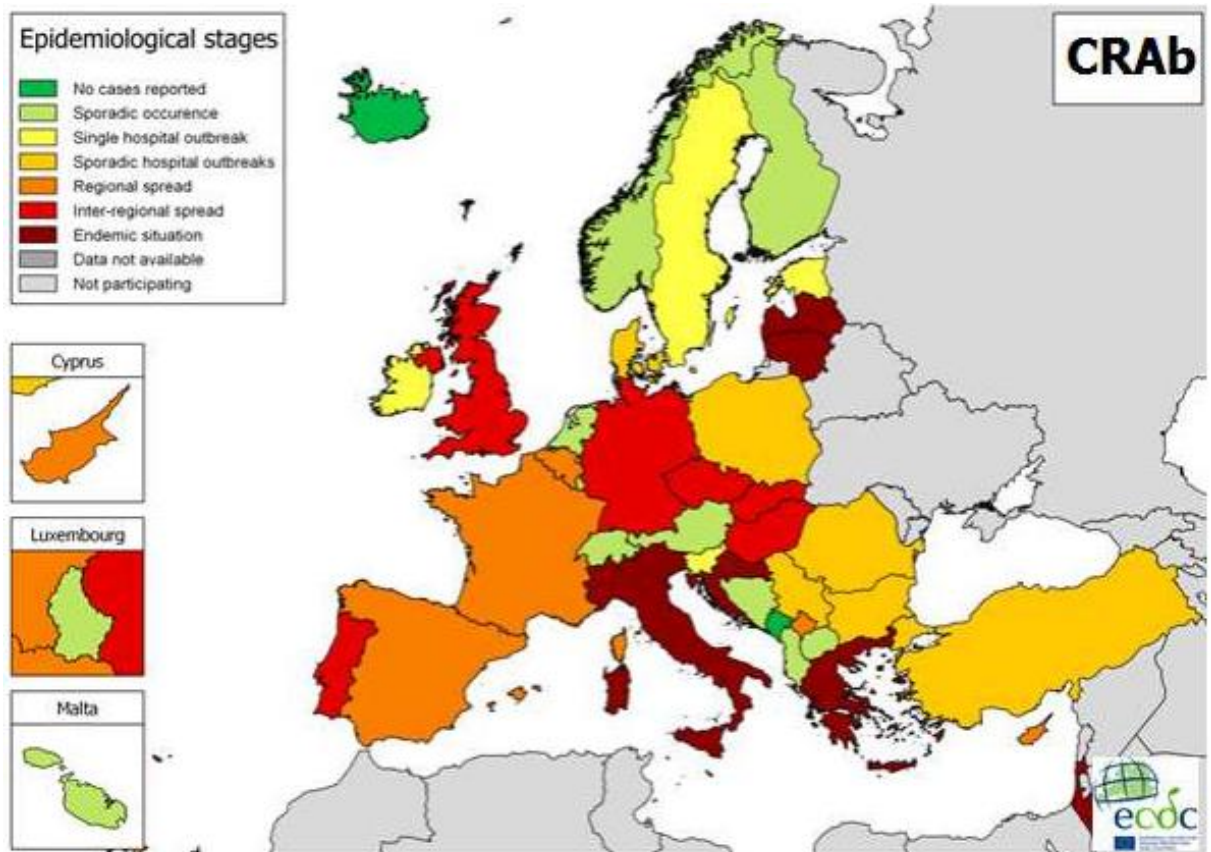 Epidemiological stages
No cases reported
Sporadic occurence
Single hospital outbreak
Sporadic hospital outbreaks
Regional spread
Inter-regional spread
Endemic situation
Data not available
Not participating
CRAb
Cyprus
Luxembourg
Malta
ecdc